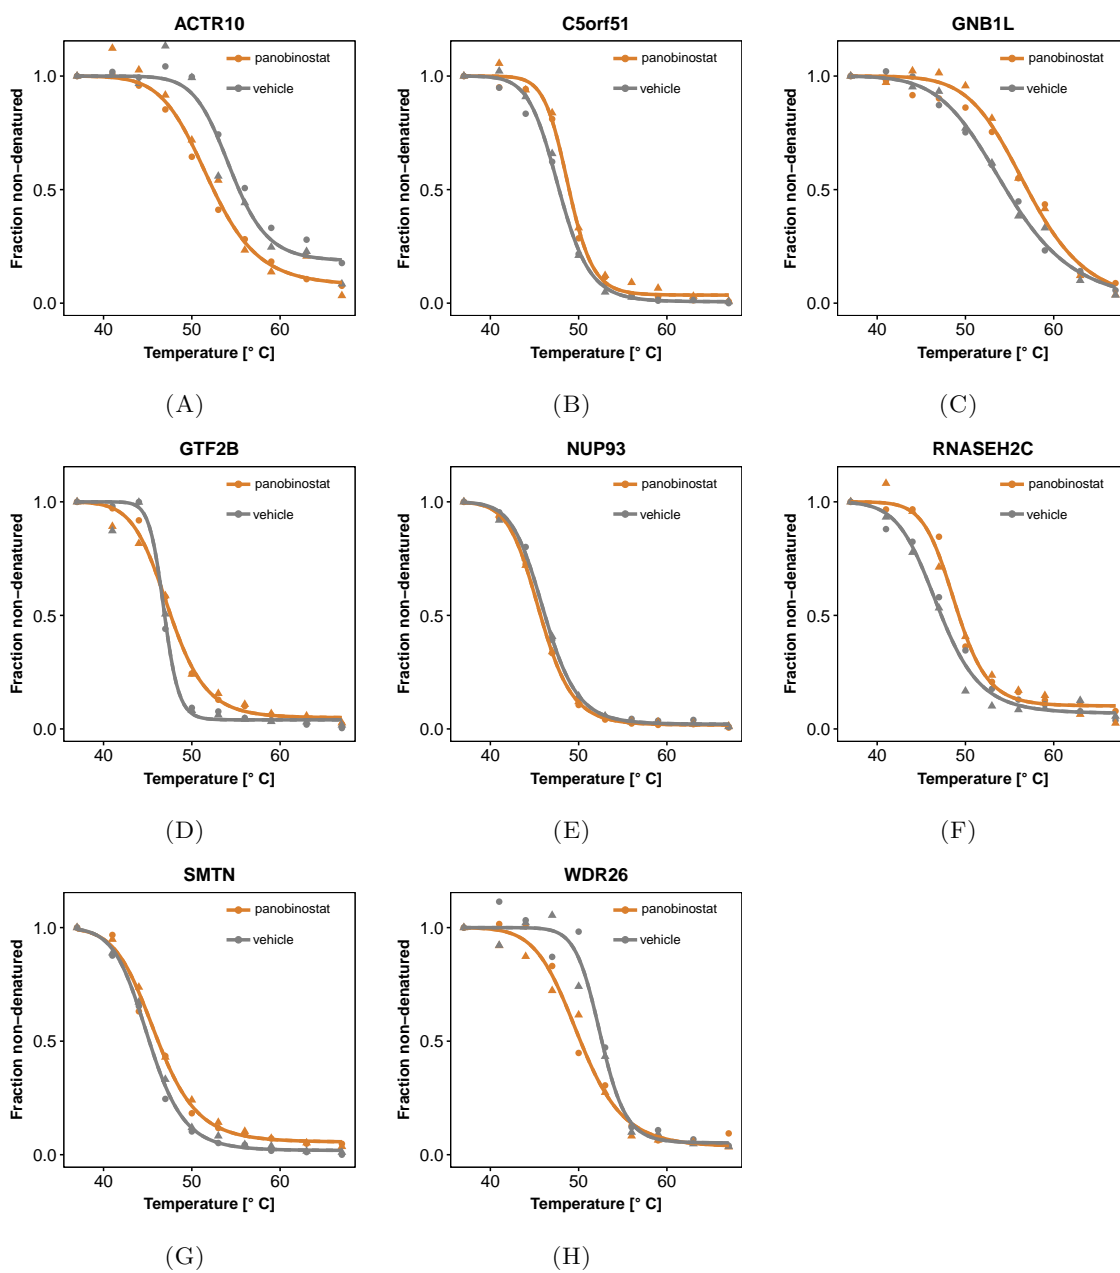 ACTR10
Fraction non−denatured
1.0
0.5
0.0
panobinostat
vehicle
40 50 60
Temperature [° C]
(A)
C5orf51
Fraction non−denatured
1.0
0.5
0.0
panobinostat
vehicle
40 50 60
Temperature [° C]
(B)
GNB1L
Fraction non−denatured
1.0
0.5
0.0
panobinostat
vehicle
40 50 60
Temperature [° C]
(C)
GTF2B
Fraction non−denatured
1.0
0.5
0.0
panobinostat
vehicle
40 50 60
Temperature [° C]
(D)
NUP93
Fraction non−denatured
1.0
0.5
0.0
panobinostat
vehicle
40 50 60
Temperature [° C]
(E)
RNASEH2C
Fraction non−denatured
1.0
0.5
0.0
panobinostat
vehicle
40 50 60
Temperature [° C]
(F)
SMTN
Fraction non−denatured
1.0
0.5
0.0
panobinostat
vehicle
40 50 60
Temperature [° C]
(G)
WDR26
Fraction non−denatured
1.0
0.5
0.0
panobinostat
vehicle
40 50 60
Temperature [° C]
(H)